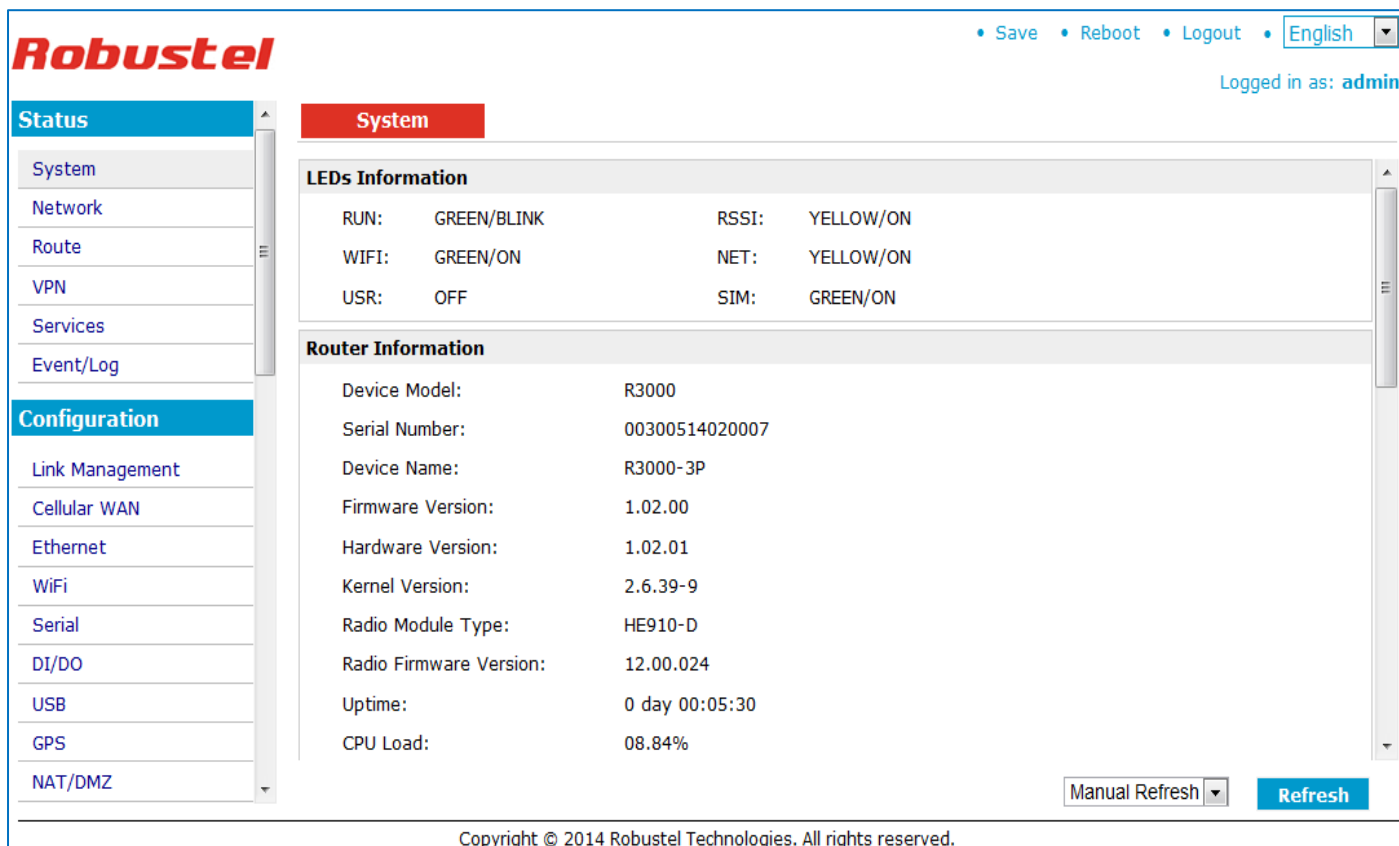 Robustel
• Save • Reboot • Logout • English
Logged in as: admin
Status
System
Network
Route
VPN
Services
Event/Log
Configuration
Link Management
Cellular WAN
Ethernet
WiFi
Serial
DI/DO
USB
GPS
NAT/DMZ
System
LEDs Information
RUN: GREEN/BLINK RSSI: YELLOW/ON
WIFI: GREEN/ON NET: YELLOW/ON
USR: OFF SIM: GREEN/ON
Router Information
Device Model: R3000
Serial Number: 00300514020007
Device Name: R3000-3P
Firmware Version: 1.02.00
Hardware Version: 1.02.01
Kernel Version: 2.6.39-9
Radio Module Type: HE910-D
Radio Firmware Version: 12.00.024
Uptime: 0 day 00:05:30
CPU Load: 08.84%
Manual Refresh Refresh
Copyright © 2014 Robustel Technologies. All rights reserved.